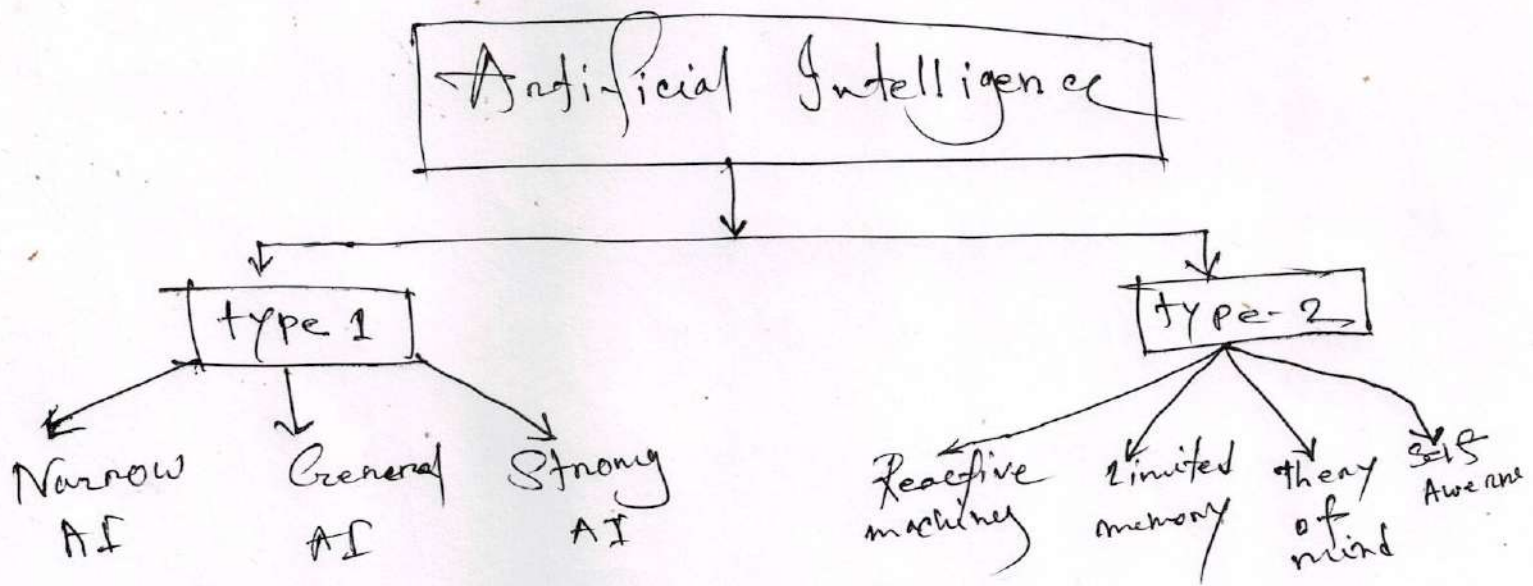 Artificial Intelligence
type 1
type-2
Narrow
AI
General
AI
Strong
AI
Reactive
machines
limited
memory
theory
of
mind
self
Aware